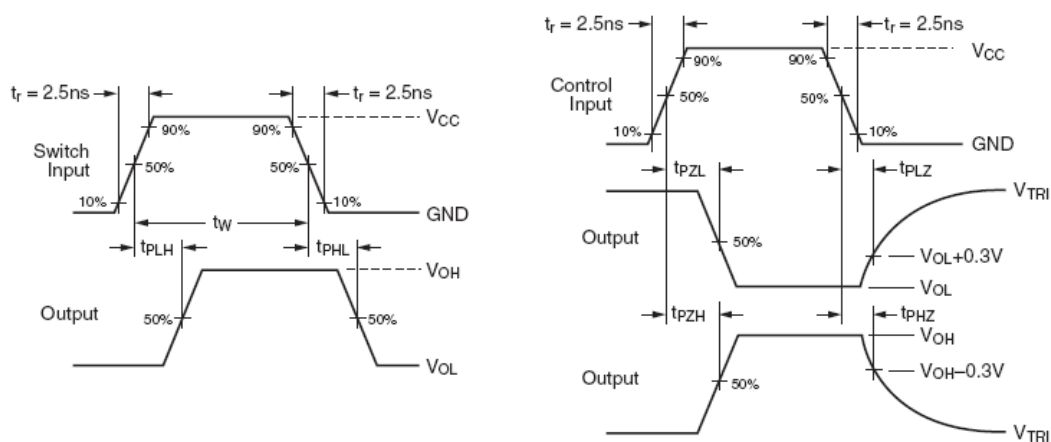 tr = 2.5ns
tr = 2.5ns
VCC
90%
90%
Switch
Input
50%
50%
10%
10%
GND
tW
tPLH
tPHL
VOH
Output
50%
50%
VOL
tr = 2.5ns
tr = 2.5ns
VCC
90%
90%
Control
Input
50%
50%
10%
10%
GND
tPZL
tPLZ
VTRI
Output
50%
VOL+0.3V
VOL
tPZH
tPHZ
VOH
Output
50%
VOH–0.3V
VTRI